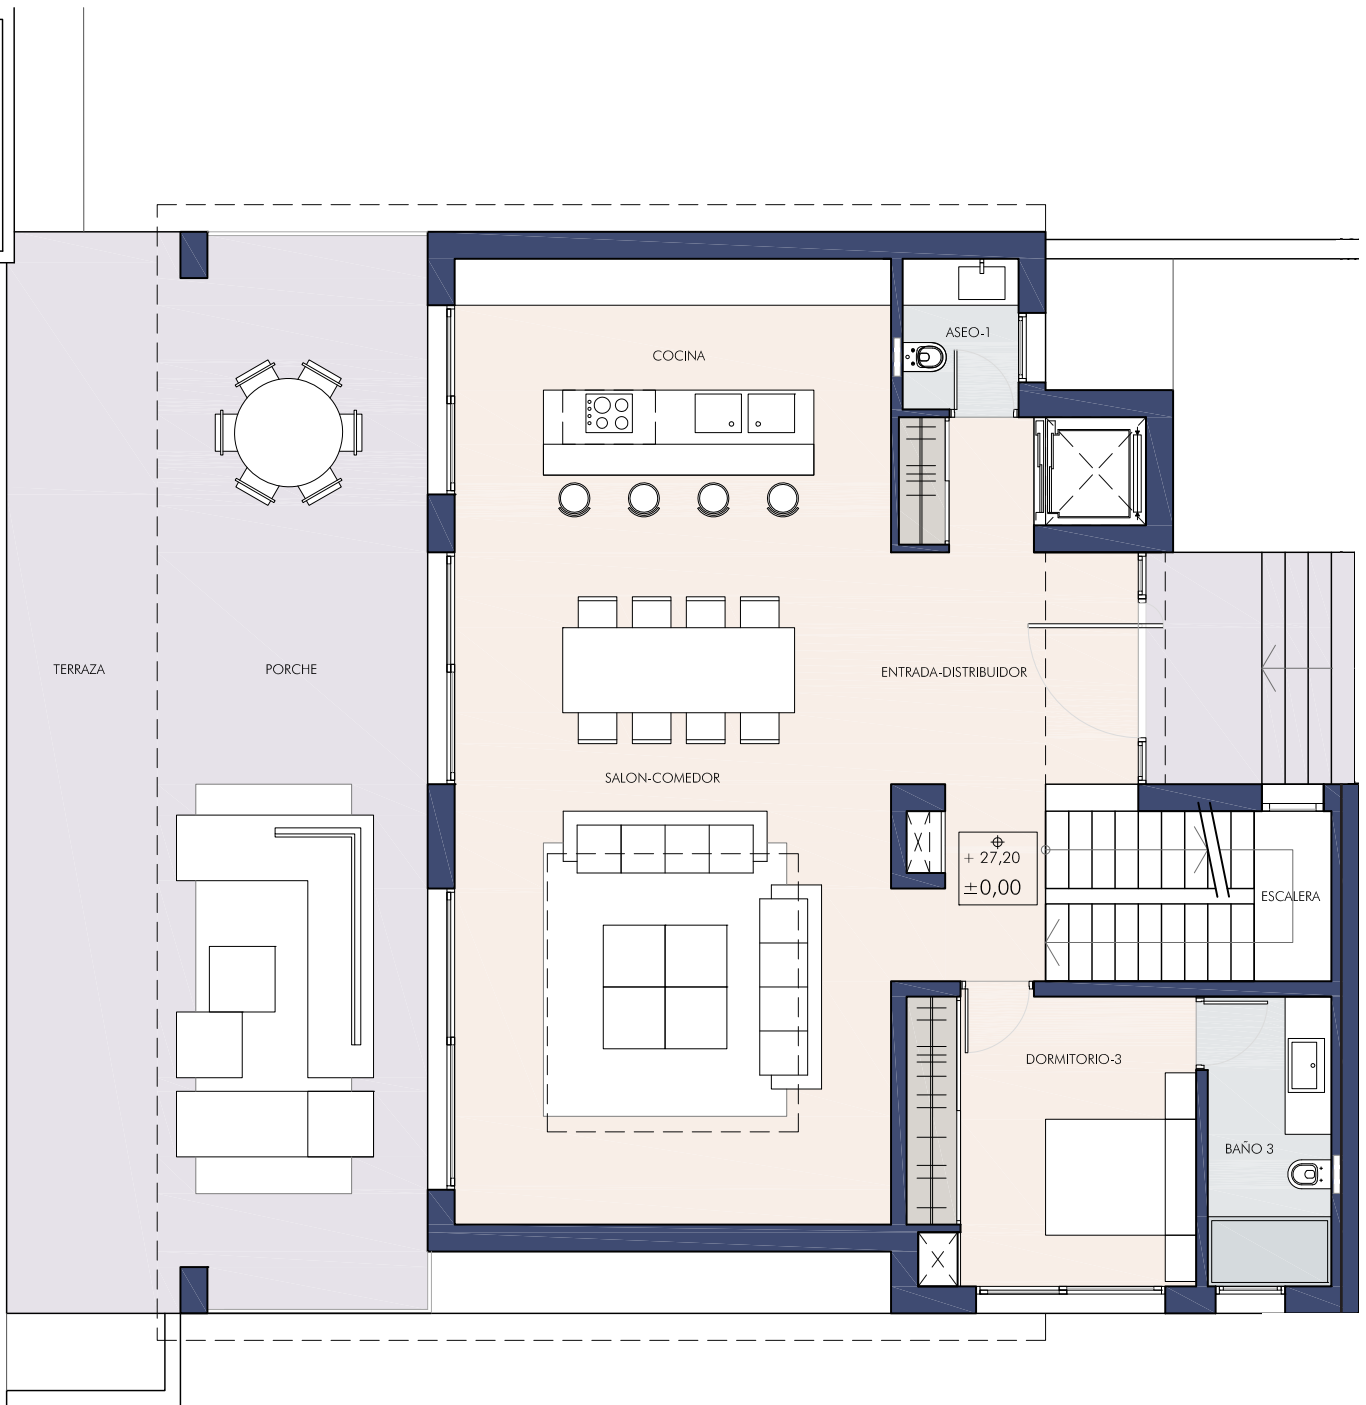 ASEO-1
COCINA
TERRAZA
PORCHE
ENTRADA-DISTRIBUIDOR
SALON-COMEDOR
+ 27,20
±0,00
ESCALERA
DORMITORIO-3
BAÑO 3